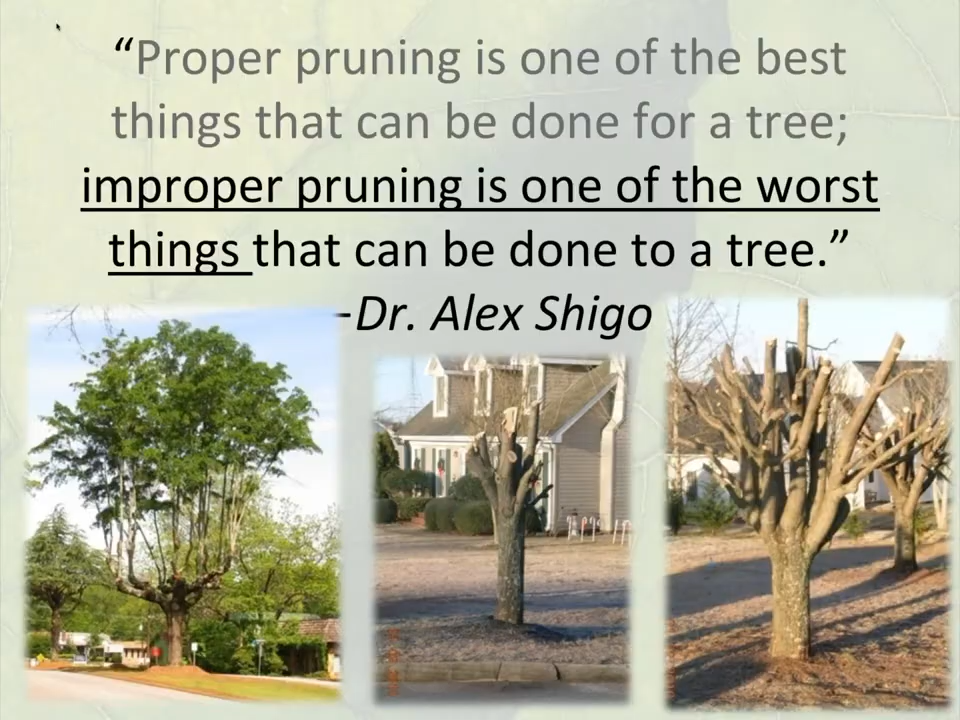 “Proper pruning is one of the best
things that can be done for a tree;
improper pruning is one of the worst
things that can be done to a tree.”
-Dr. Alex Shigo